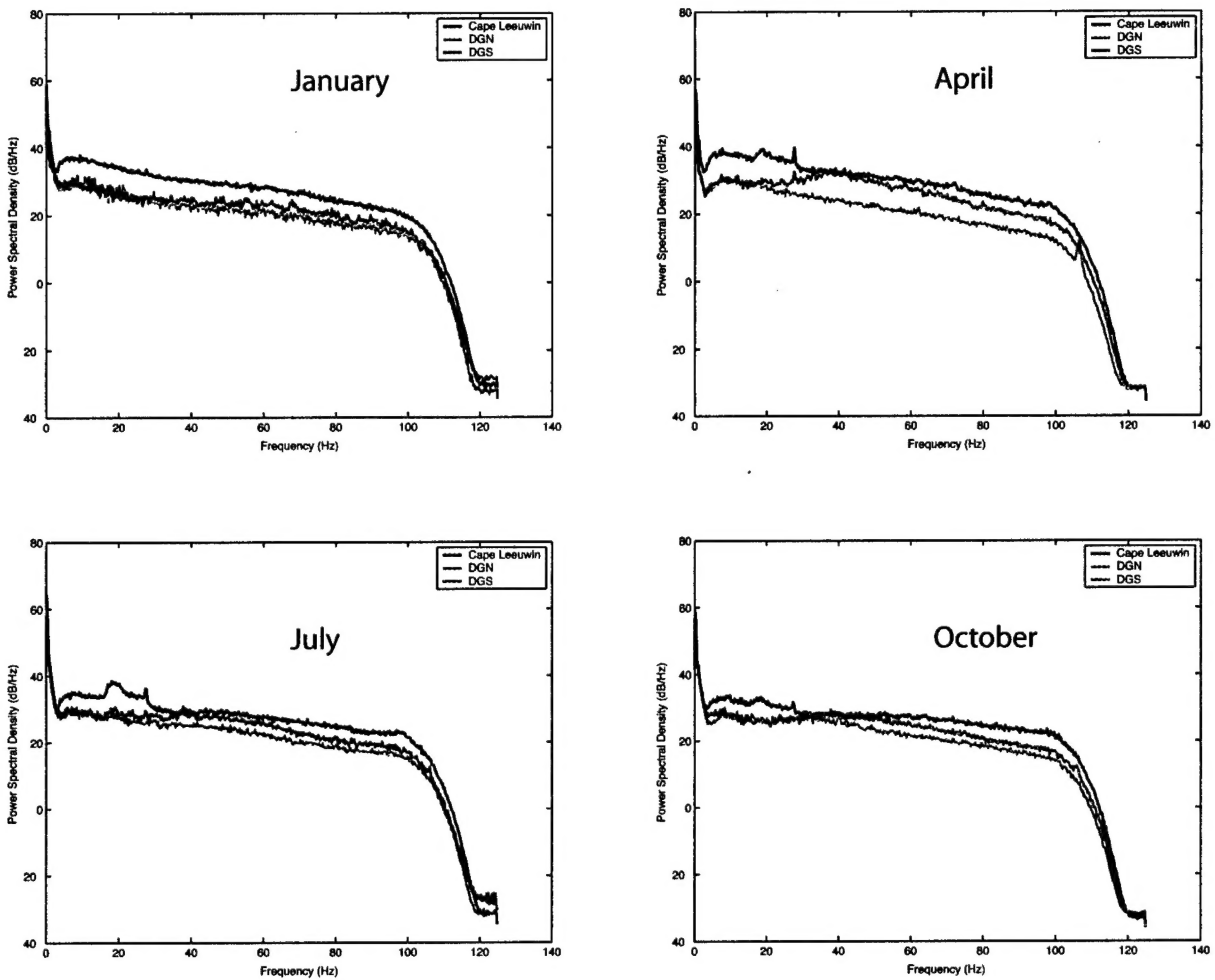 Cape Leeuwin
DGN
DGS
January
Power Spectral Density (dB/Hz)
80
60
40
20
0
20
40
0 20 40 60 80 100 120 140
Frequency (Hz)
Cape Leeuwin
DGN
DGS
April
Power Spectral Density (dB/Hz)
80
60
40
20
0
20
40
0 20 40 60 80 100 120 140
Frequency (Hz)
Cape Leeuwin
DGN
DGS
July
Power Spectral Density (dB/Hz)
80
60
40
20
0
20
40
0 20 40 60 80 100 120 140
Frequency (Hz)
Cape Leeuwin
DGN
DGS
October
Power Spectral Density (dB/Hz)
80
60
40
20
0
20
40
0 20 40 60 80 100 120 140
Frequency (Hz)